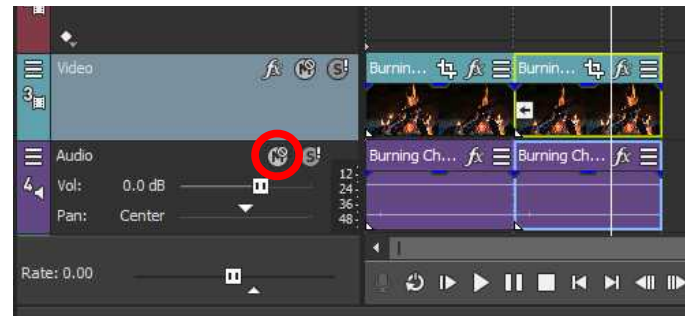 Video
Burnin...
Burnin...
3
Audio
Burning Ch...
Burning Ch...
4
Vol: 0.0 dB
Pan: Center
12
24
36
48
Rate: 0.00